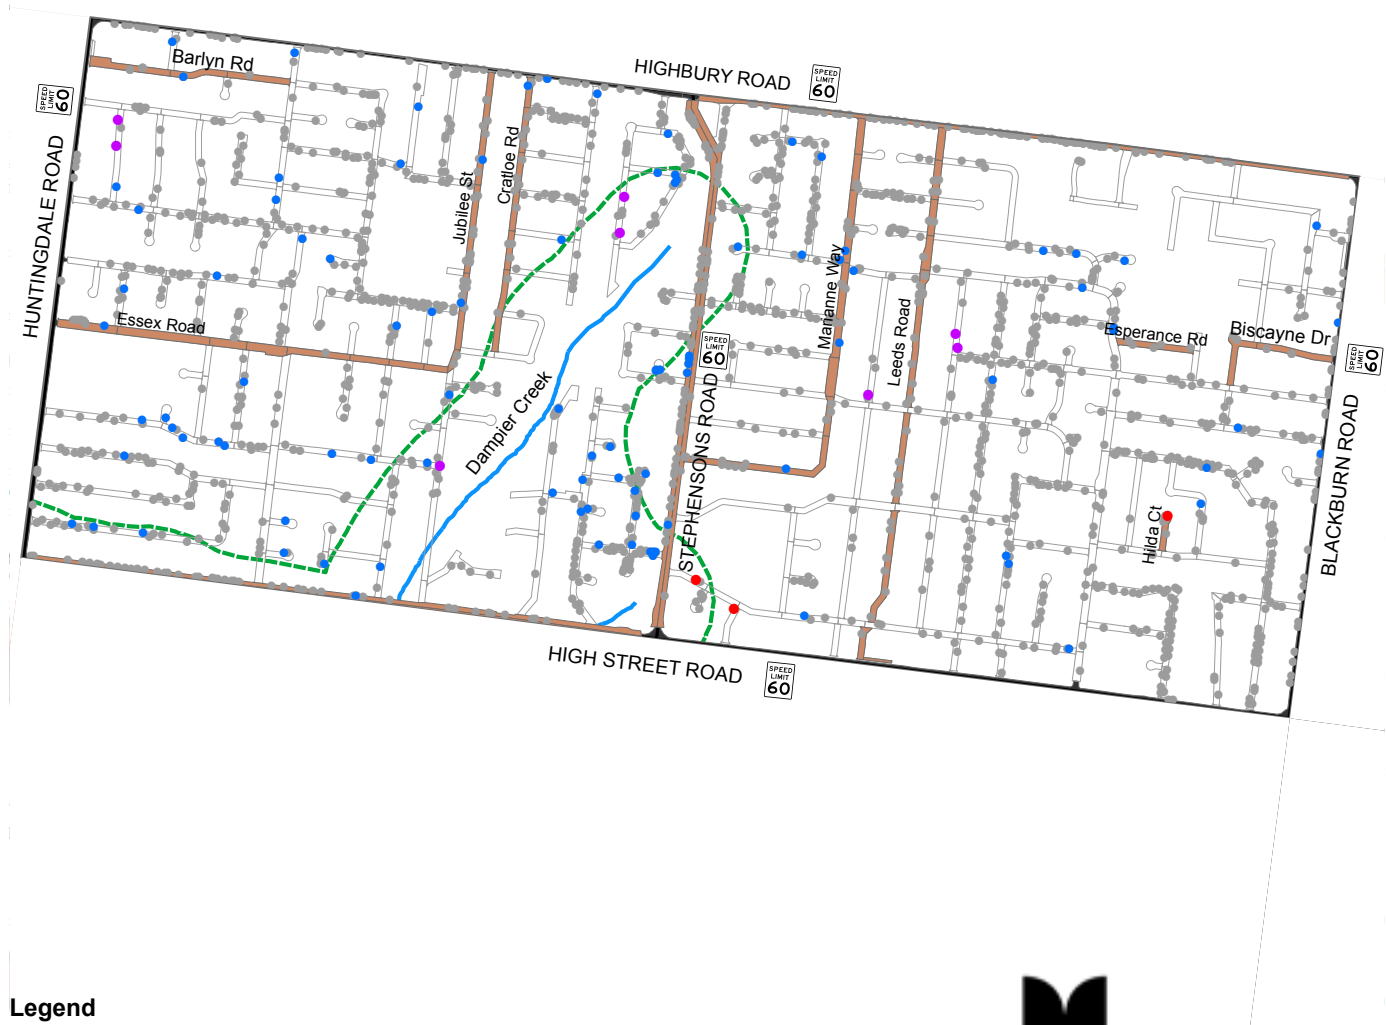 HIGHBURY ROAD
SPEED
LIMIT
60
Barlyn Rd
SPEED
LIMIT
60
HUNTINGDALE ROAD
Jubilee St
Cratloe Rd
Essex Road
Dampier Creek
Marianne Way
Leeds Road
SPEED
LIMIT
60
STEPHENSONS ROAD
Esperance Rd
Biscayne Dr
SPEED
LIMIT
60
BLACKBURN ROAD
Hilda Ct
HIGH STREET ROAD
SPEED
LIMIT
60
Legend